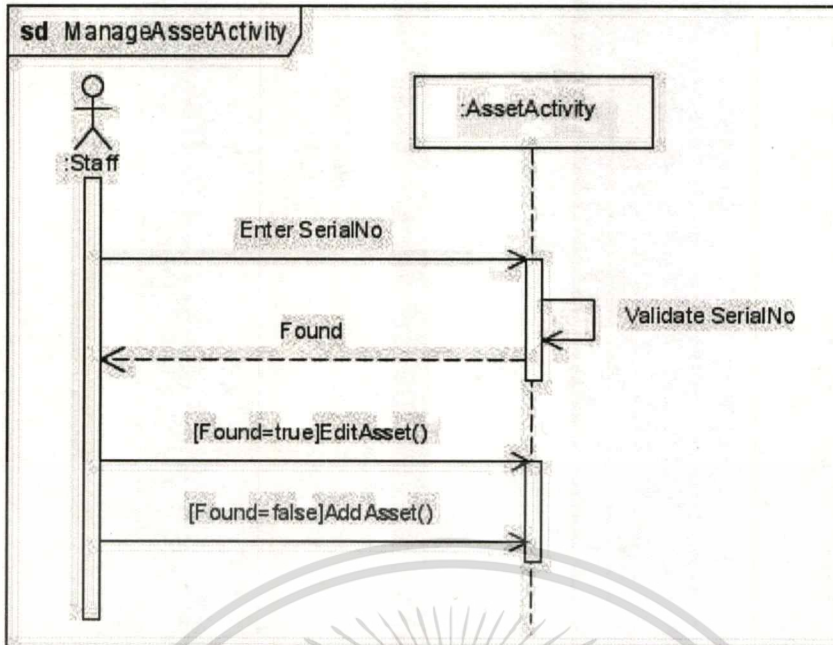 sd ManageAssetActivity
:AssetActivity
:Staff
Enter SerialNo
Validate SerialNo
Found
[Found=true]EditAsset()
[Found=false]AddAsset()